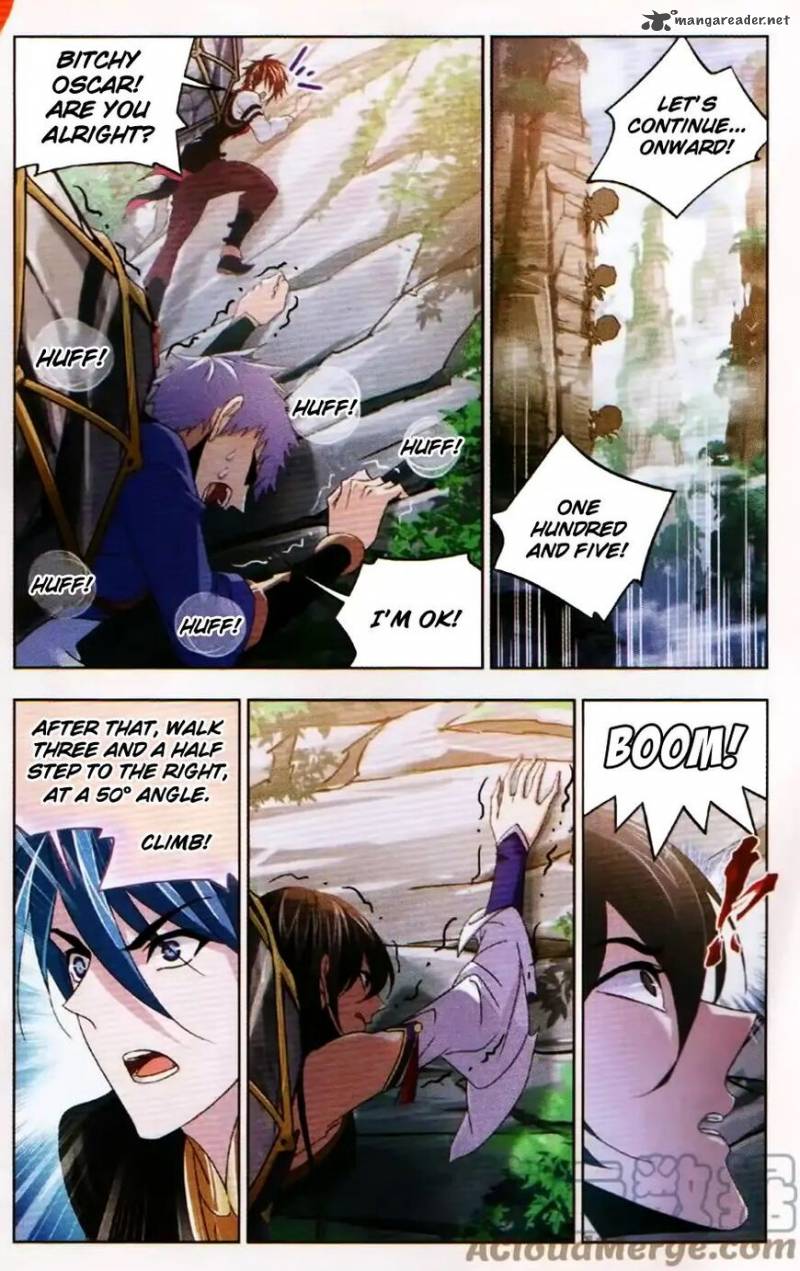 mangareader.net
BITCHY
OSCAR!
ARE YOU
ALRIGHT?
HUFF!
HUFF!
HUFF!
HUFF!
HUFF!
I'M OK!
LET'S
CONTINUE...
ONWARD!
ONE
HUNDRED
AND FIVE!
AFTER THAT, WALK
THREE AND A HALF
STEP TO THE RIGHT,
AT A 50° ANGLE.
CLIMB!
BOOM!
AcloudMerge.com